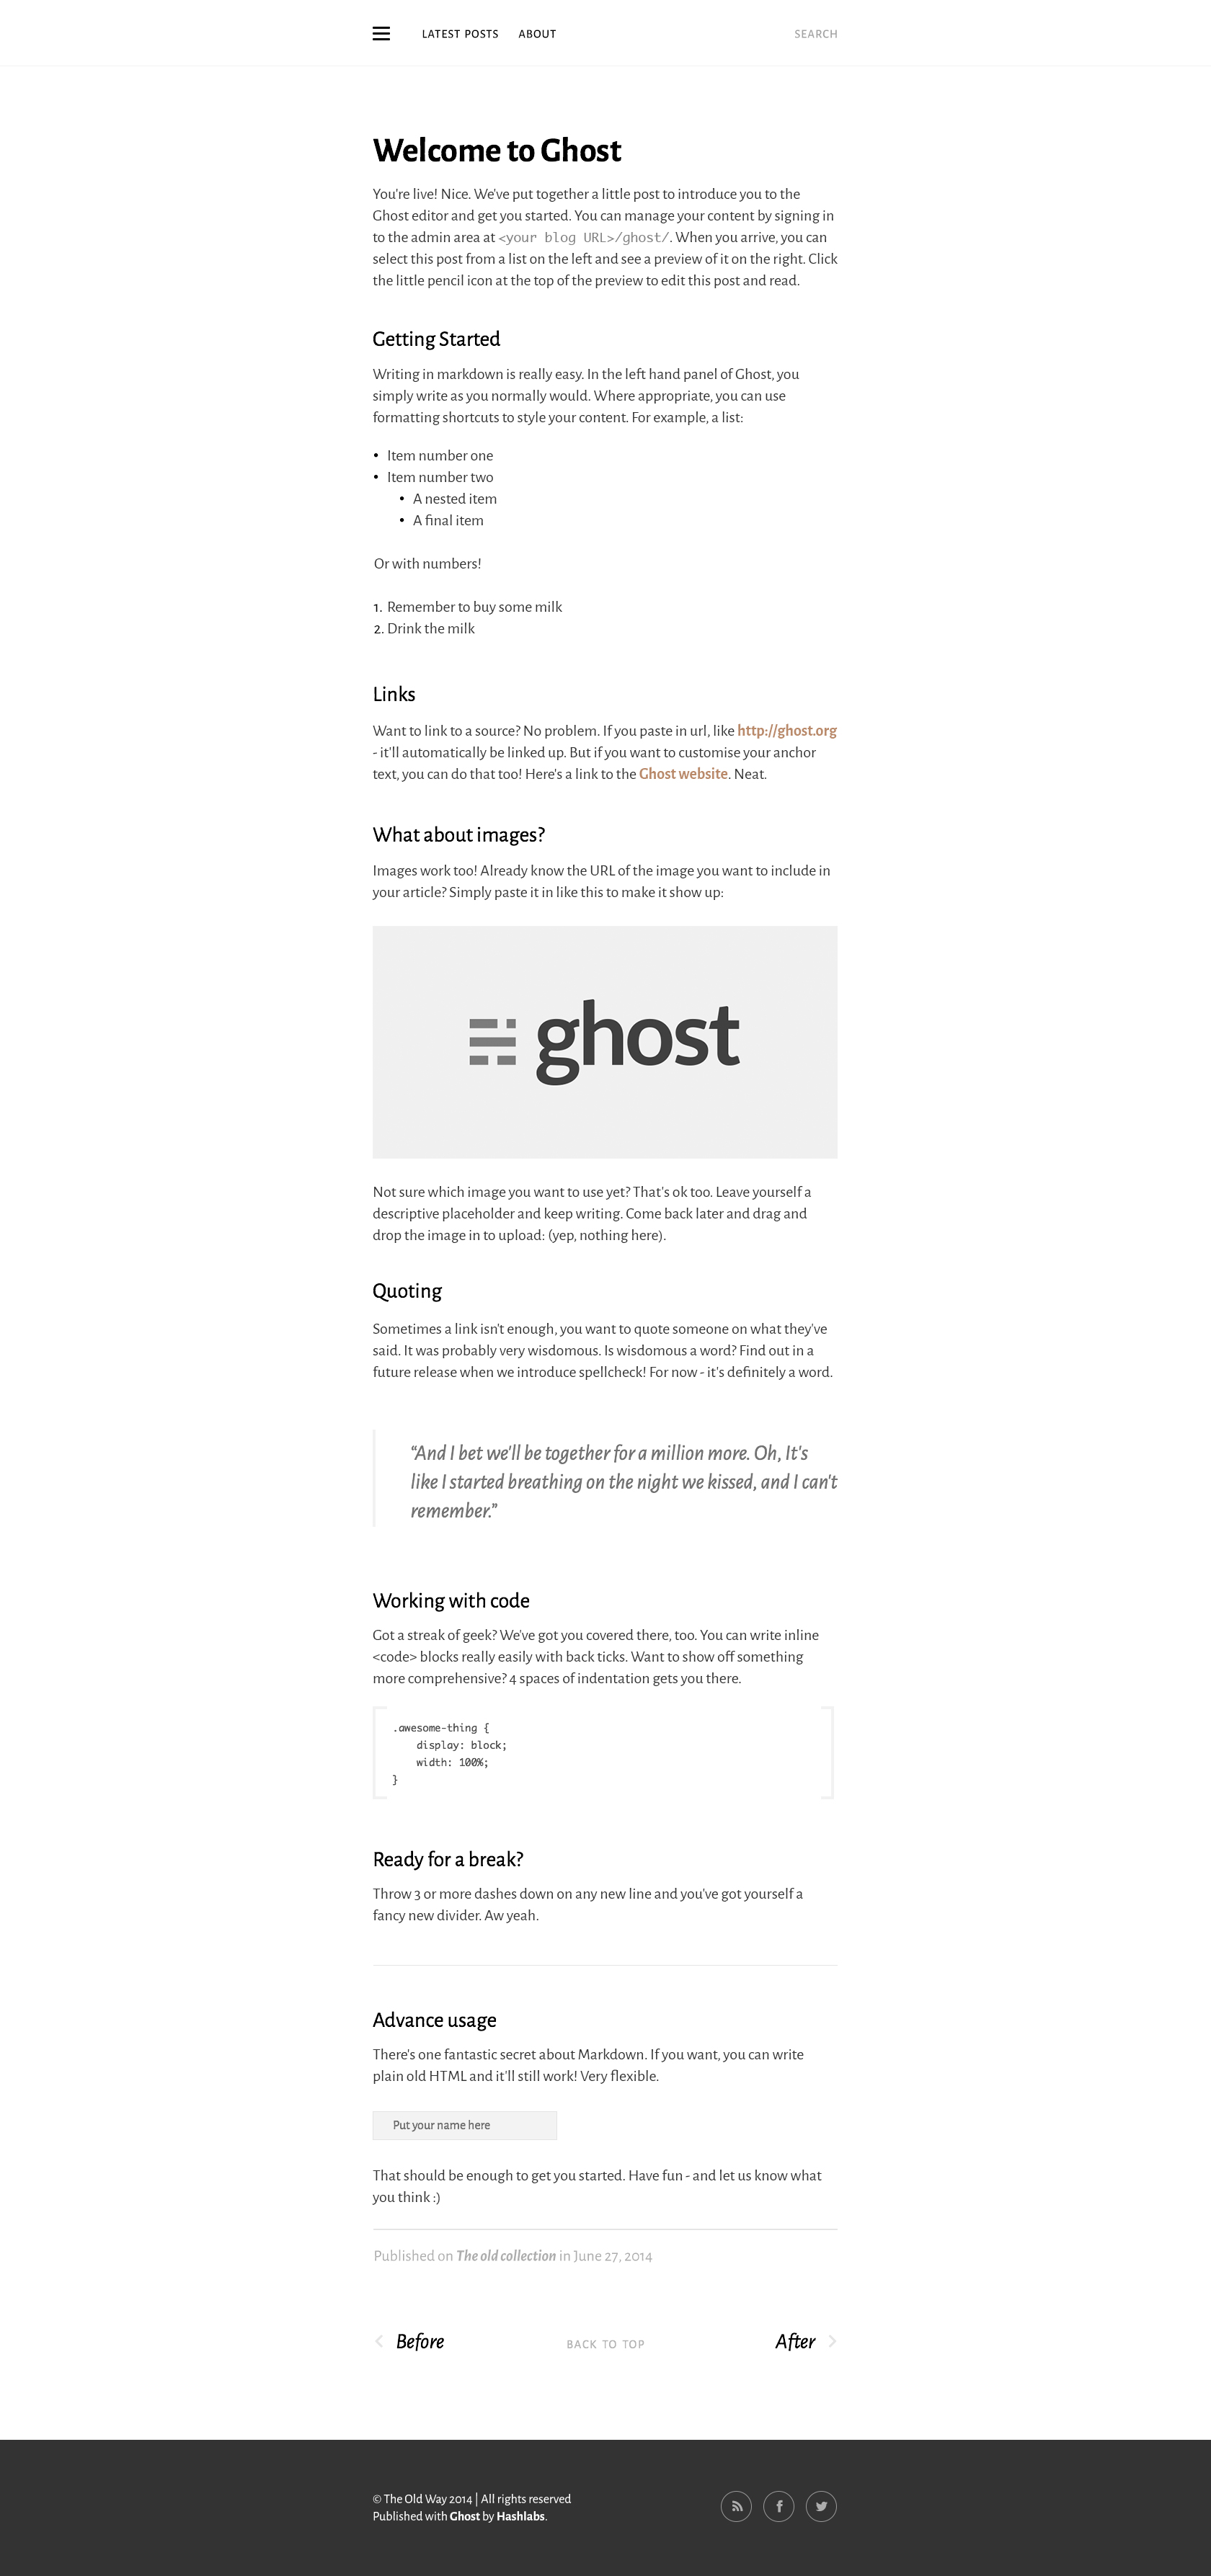 LATEST POSTS ABOUT SEARCH
Welcome to Ghost
You're live! Nice. We've put together a little post to introduce you to the
Ghost editor and get you started. You can manage your content by signing in
to the admin area at <your blog URL>/ghost/. When you arrive, you can
select this post from a list on the left and see a preview of it on the right. Click
the little pencil icon at the top of the preview to edit this post and read.
Getting Started
Writing in markdown is really easy. In the left hand panel of Ghost, you
simply write as you normally would. Where appropriate, you can use
formatting shortcuts to style your content. For example, a list:
• Item number one
• Item number two
• A nested item
• A final item
Or with numbers!
1. Remember to buy some milk
2. Drink the milk
Links
Want to link to a source? No problem. If you paste in url, like http://ghost.org
- it'll automatically be linked up. But if you want to customise your anchor
text, you can do that too! Here's a link to the Ghost website. Neat.
What about images?
Images work too! Already know the URL of the image you want to include in
your article? Simply paste it in like this to make it show up:
ghost
Not sure which image you want to use yet? That's ok too. Leave yourself a
descriptive placeholder and keep writing. Come back later and drag and
drop the image in to upload: (yep, nothing here).
Quoting
Sometimes a link isn't enough, you want to quote someone on what they've
said. It was probably very wisdomous. Is wisdomous a word? Find out in a
future release when we introduce spellcheck! For now - it's definitely a word.
“And I bet we'll be together for a million more. Oh, It's
like I started breathing on the night we kissed, and I can't
remember.”
Working with code
Got a streak of geek? We've got you covered there, too. You can write inline
<code> blocks really easily with back ticks. Want to show off something
more comprehensive? 4 spaces of indentation gets you there.
.awesome-thing {
display: block;
width: 100%;
}
Ready for a break?
Throw 3 or more dashes down on any new line and you've got yourself a
fancy new divider. Aw yeah.
Advance usage
There's one fantastic secret about Markdown. If you want, you can write
plain old HTML and it'll still work! Very flexible.
Put your name here
That should be enough to get you started. Have fun - and let us know what
you think :)
Published on The old collection in June 27, 2014
Before BACK TO TOP After
© The Old Way 2014 | All rights reserved
Published with Ghost by Hashlabs.